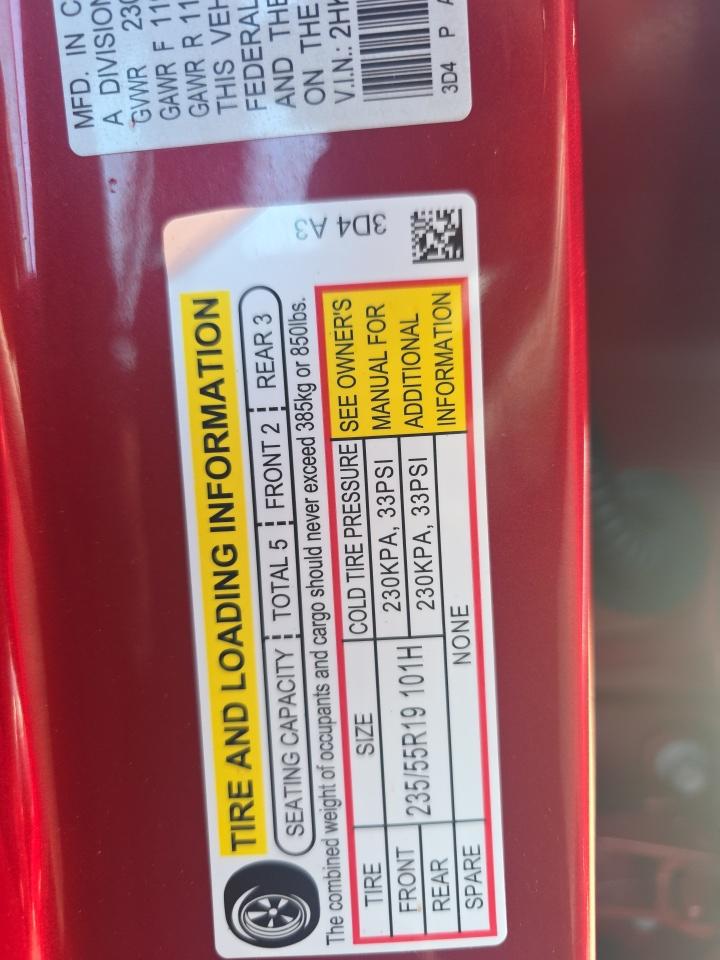 MFD. IN
A DIVISION
GVWR
GAWR F
GAWR R
THIS VEH
FEDERAL
AND THE
ON THE
V.I.N.: 2H
3D4 P A
TIRE AND LOADING INFORMATION
SEATING CAPACITY TOTAL 5 FRONT 2 REAR 3
The combined weight of occupants and cargo should never exceed 385kg or 850lbs.
TIRE SIZE COLD TIRE PRESSURE
FRONT 235/55R19 101H 230KPA, 33PSI
REAR 230KPA, 33PSI
SPARE NONE
SEE OWNER'S
MANUAL FOR
ADDITIONAL
INFORMATION
3D4 A3